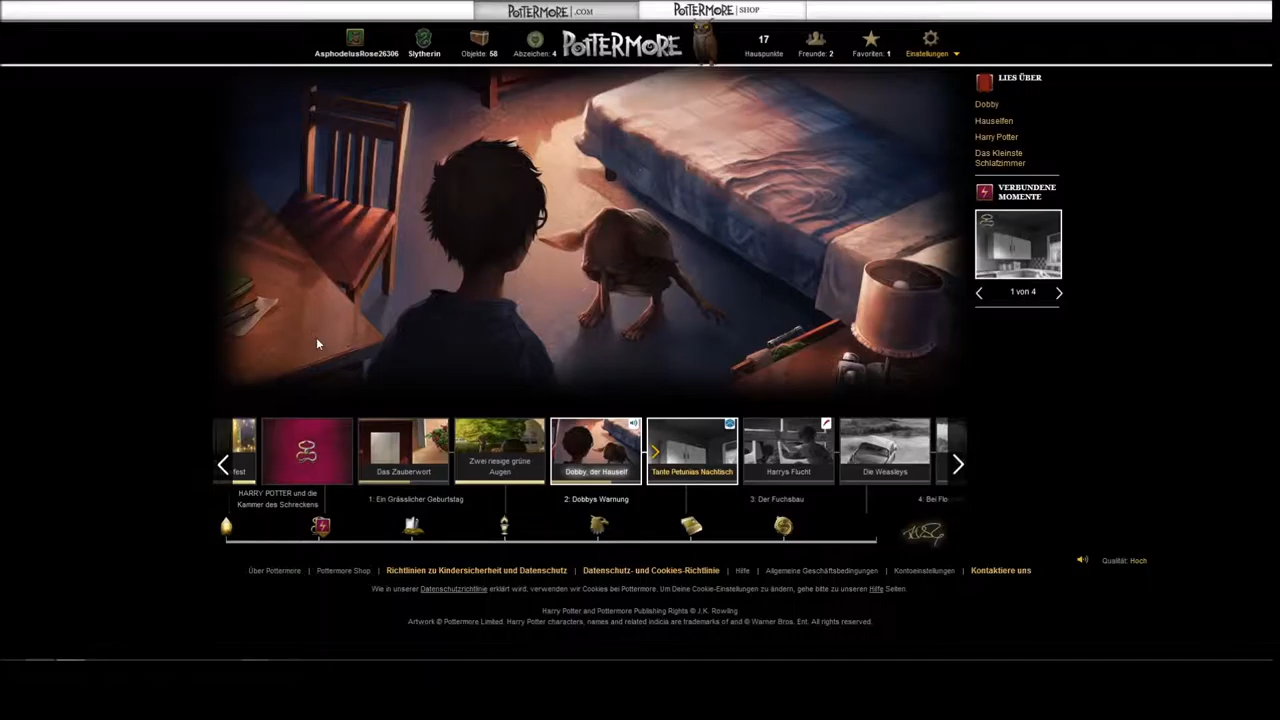 POTTERMORE .COM
POTTERMORE SHOP
AsphodelusRose26306
Slytherin
Objekte: 58
Abzeichen: 4
POTTERMORE
17
Hauspunkte
Freunde: 2
Favoriten: 1
Einstellungen
LIES ÜBER
Dobby
Hauselfen
Harry Potter
Das Kleinste
Schlafzimmer
VERBUNDENE
MOMENTE
1 von 4
fest
Das Zauberwort
Zwei riesige grüne
Augen
Dobby, der Hauself
Tante Petunias Nachtisch
Harrys Flucht
Die Weasleys
HARRY POTTER und die
Kammer des Schreckens
1: Ein Grässlicher Geburtstag
2: Dobbys Warnung
3: Der Fuchsbau
4: Bei Flo
Über Pottermore | Pottermore Shop | Richtlinien zu Kindersicherheit und Datenschutz | Datenschutz- und Cookies-Richtlinie | Hilfe | Allgemeine Geschäftsbedingungen | Kontoeinstellungen | Kontaktiere uns
Qualität: Hoch
Wie in unserer Datenschutzrichtlinie erklärt wird, verwenden wir Cookies bei Pottermore. Um Deine Cookie-Einstellungen zu ändern, gehe bitte zu unseren Hilfe Seiten.
Harry Potter and Pottermore Publishing Rights © J.K. Rowling
Artwork © Pottermore Limited. Harry Potter characters, names and related indicia are trademarks of and © Warner Bros. Ent. All rights reserved.